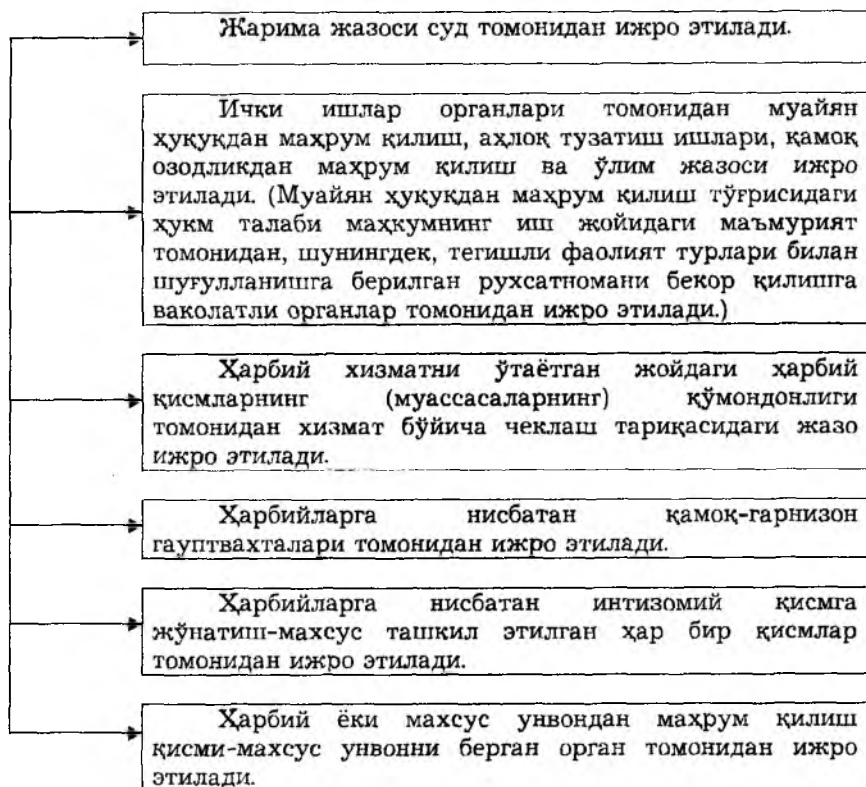 Жарима жазоси суд томонидан ижро этилади.
Ички ишлар органлари томонидан муайян
ҳуқуқдан маҳрум қилиш, аҳлоқ тузатиш ишлари, қамоқ
озодликдан маҳрум қилиш ва ўлим жазоси ижро
этилади. (Муайян ҳуқуқдан маҳрум қилиш тўғрисидаги
ҳукм талаби маҳкумнинг иш жойидаги маъмурият
томонидан, шунингдек, тегишли фаолият турлари билан
шуғулланишга берилган рухсатномани бекор қилишга
ваколатли органлар томонидан ижро этилади.)
Ҳарбий хизматни ўтаётган жойдаги ҳарбий
қисмларнинг (муассасаларнинг) қўмондонлиги
томонидан хизмат бўйича чеклаш тариқасидаги жазо
ижро этилади.
Ҳарбийларга нисбатан қамоқ-гарнизон
гауптвахталари томонидан ижро этилади.
Ҳарбийларга нисбатан интизомий қисмга
жўнатиш-махсус ташкил этилган ҳар бир қисмлар
томонидан ижро этилади.
Ҳарбий ёки махсус унвондан маҳрум қилиш
қисми-махсус унвонни берган орган томонидан ижро
этилади.